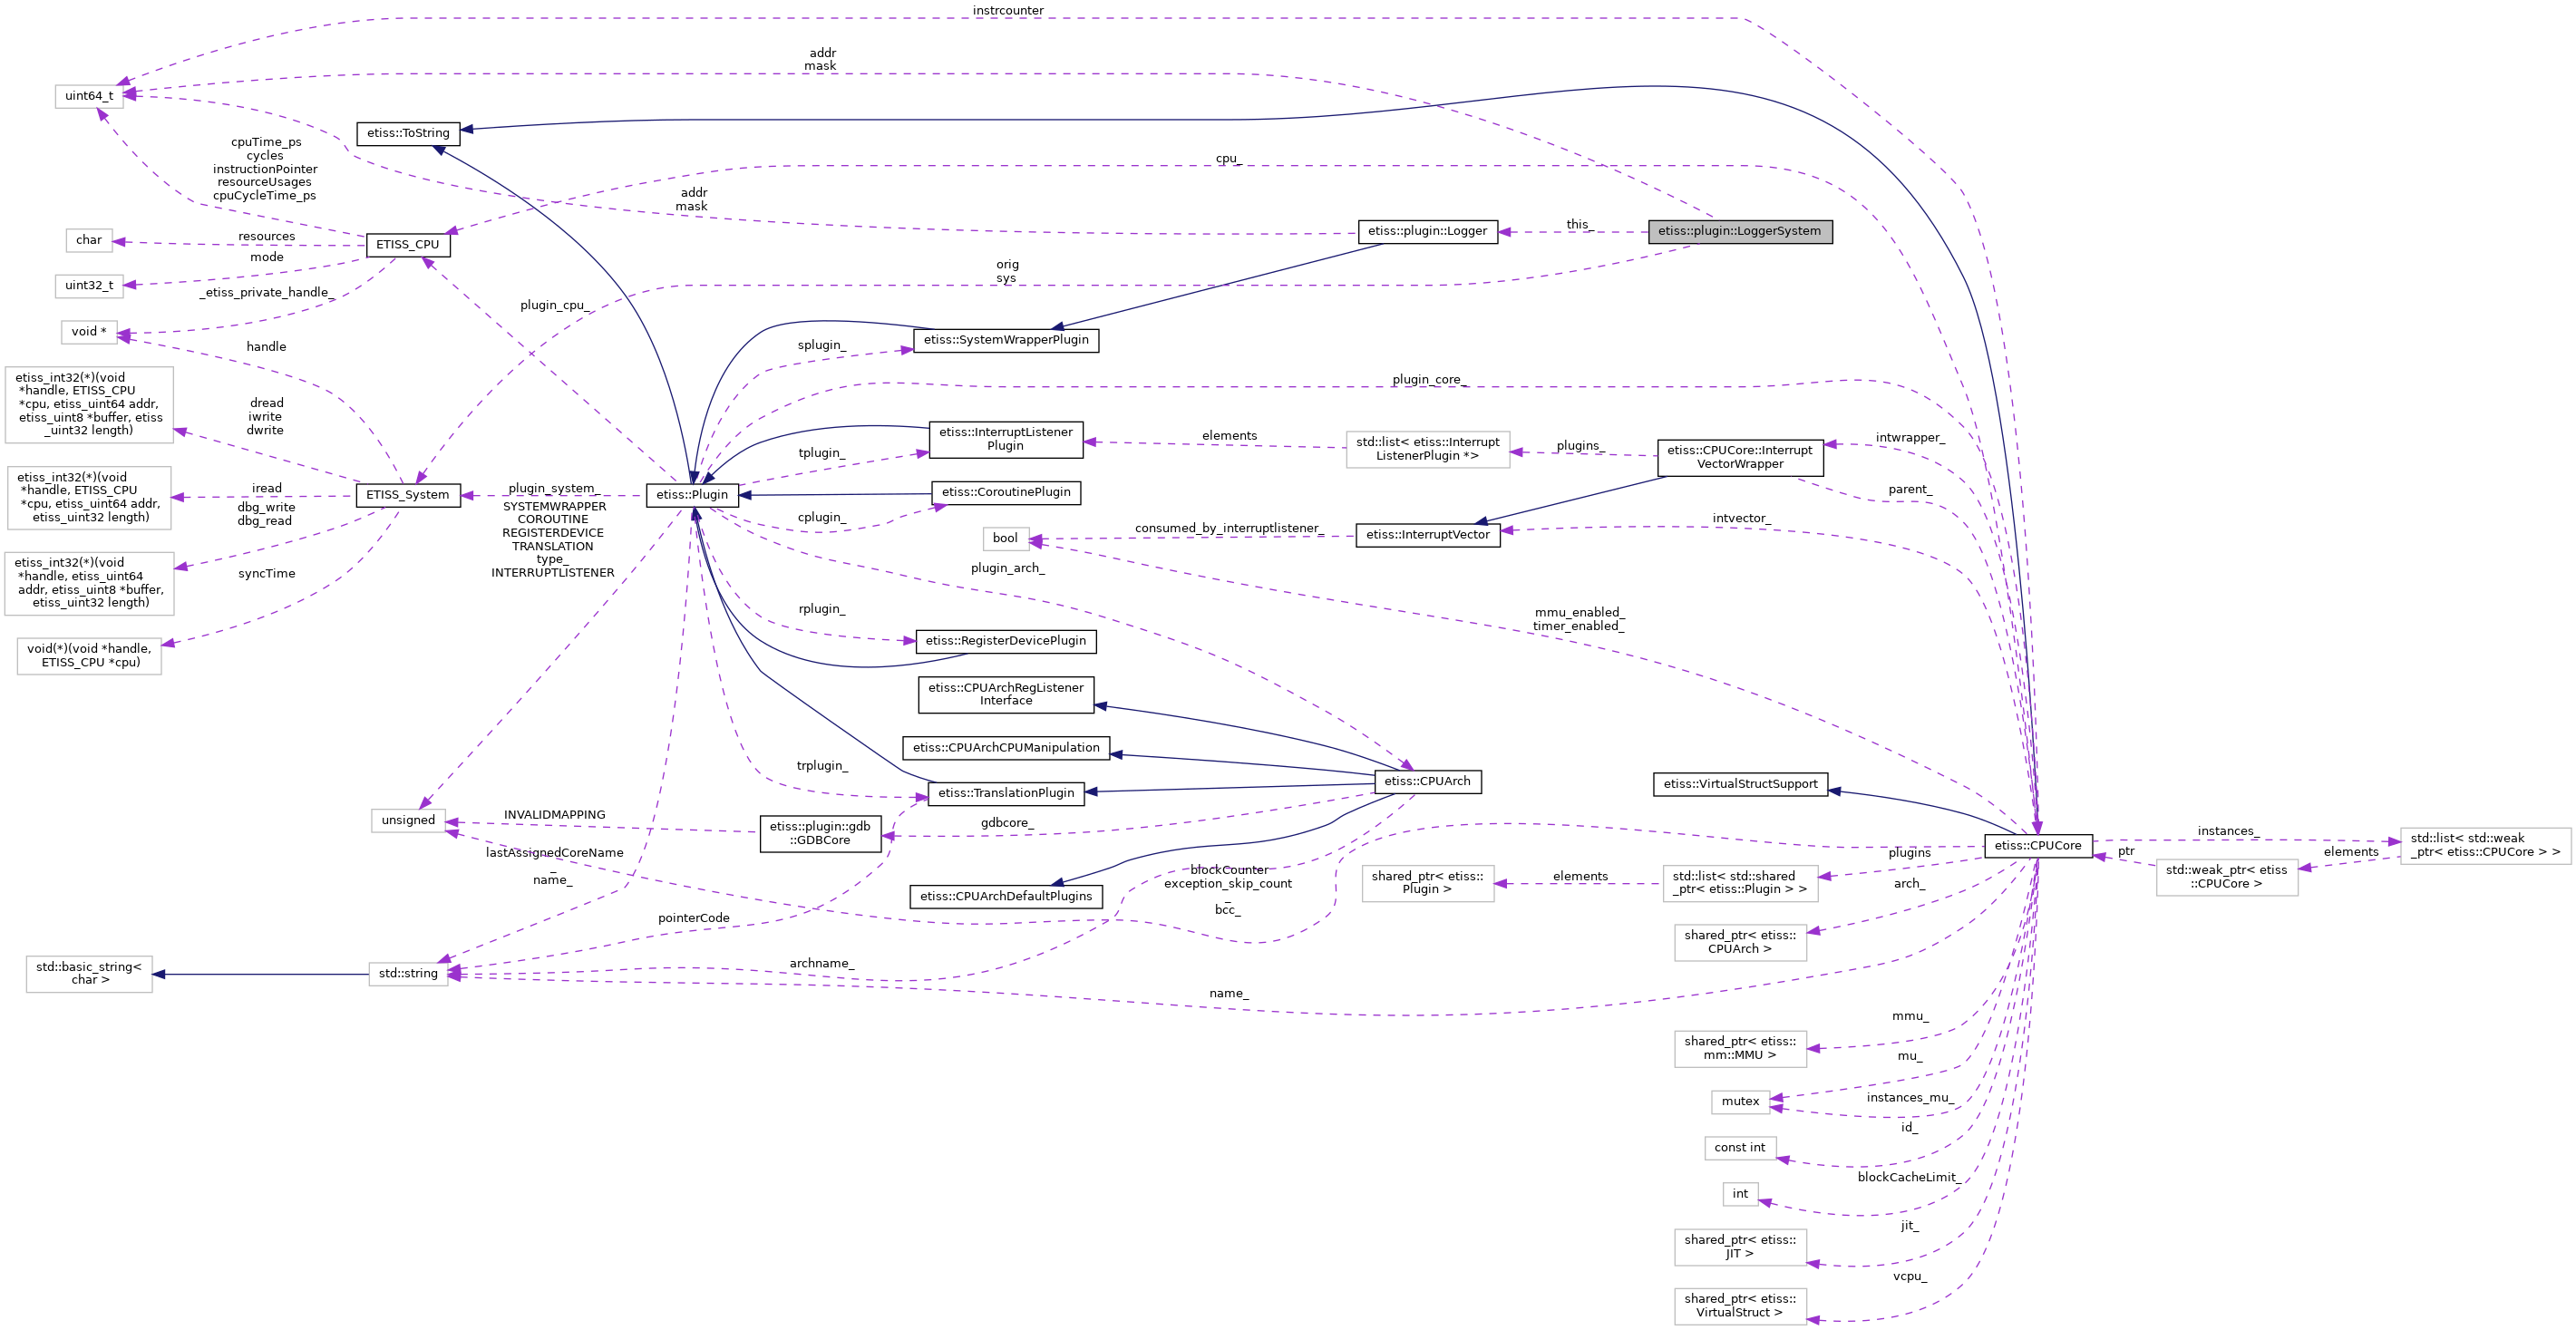 instrcounter
addr
mask
uint64_t
etiss::ToString
cpuTime_ps
cycles
instructionPointer
resourceUsages
cpuCycleTime_ps
cpu_
addr
mask
char
resources
ETISS_CPU
etiss::plugin::Logger
this_
etiss::plugin::LoggerSystem
mode
uint32_t
orig
sys
_etiss_private_handle_
plugin_cpu_
void *
handle
splugin_
etiss::SystemWrapperPlugin
etiss_int32(*)(void
*handle, ETISS_CPU
*cpu, etiss_uint64 addr,
etiss_uint8 *buffer, etiss
_uint32 length)
dread
iwrite
dwrite
plugin_core_
etiss::InterruptListener
Plugin
tplugin_
elements
std::list< etiss::Interrupt
ListenerPlugin *>
plugins_
etiss::CPUCore::Interrupt
VectorWrapper
intwrapper_
parent_
etiss_int32(*)(void
*handle, ETISS_CPU
*cpu, etiss_uint64 addr,
etiss_uint32 length)
iread
dbg_write
dbg_read
ETISS_System
plugin_system_
SYSTEMWRAPPER
COROUTINE
REGISTERDEVICE
TRANSLATION
type_
INTERRUPTLISTENER
etiss::Plugin
etiss::CoroutinePlugin
cplugin_
bool
consumed_by_interruptlistener_
etiss::InterruptVector
intvector_
plugin_arch_
etiss_int32(*)(void
*handle, etiss_uint64
addr, etiss_uint8 *buffer,
etiss_uint32 length)
syncTime
void(*)(void *handle,
ETISS_CPU *cpu)
rplugin_
mmu_enabled_
timer_enabled_
etiss::RegisterDevicePlugin
etiss::CPUArchRegListener
Interface
etiss::CPUArchCPUManipulation
trplugin_
etiss::TranslationPlugin
etiss::CPUArch
etiss::VirtualStructSupport
unsigned
INVALIDMAPPING
etiss::plugin::gdb
::GDBCore
gdbcore_
etiss::CPUCore
instances_
std::list< std::weak
_ptr< etiss::CPUCore > >
ptr
std::weak_ptr< etiss
::CPUCore >
elements
lastAssignedCoreName
_
name_
etiss::CPUArchDefaultPlugins
blockCounter
exception_skip_count
_
bcc_
shared_ptr< etiss::
Plugin >
elements
std::list< std::shared
_ptr< etiss::Plugin > >
plugins
arch_
pointerCode
shared_ptr< etiss::
CPUArch >
std::basic_string<
char >
std::string
archname_
name_
mmu_
shared_ptr< etiss::
mm::MMU >
mu_
mutex
instances_mu_
id_
const int
blockCacheLimit_
int
jit_
shared_ptr< etiss::
JIT >
vcpu_
shared_ptr< etiss::
VirtualStruct >